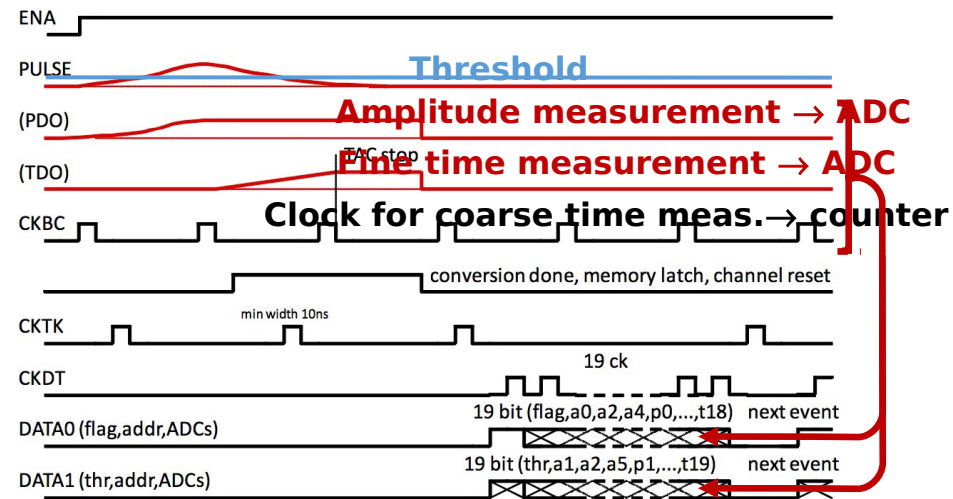 ENA
PULSE
Threshold
(PDO)
Amplitude measurement → ADC
(TDO)
TAC stop
Fine time measurement → ADC
CKBC
Clock for coarse time meas.→ counter
conversion done, memory latch, channel reset
CKTK
min width 10ns
CKDT
19 ck
DATA0 (flag,addr,ADCs)
19 bit (flag,a0,a2,a4,p0,...,t18)
next event
DATA1 (thr,addr,ADCs)
19 bit (thr,a1,a2,a5,p1,...,t19)
next event